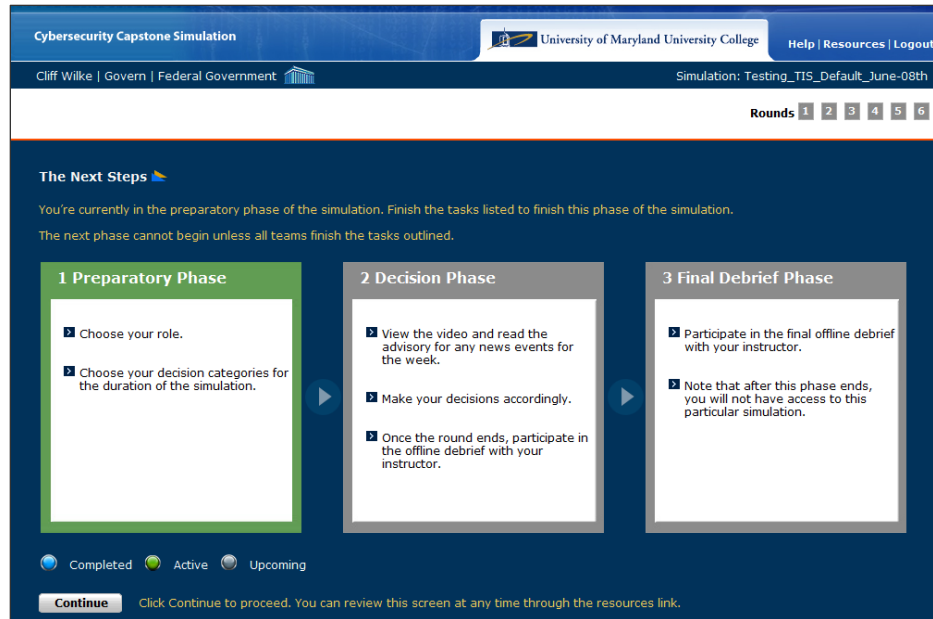 Cybersecurity Capstone Simulation
University of Maryland University College
Help | Resources | Logout
Cliff Wilke | Govern | Federal Government
Simulation: Testing_TIS_Default_June-08th
Rounds 1 2 3 4 5 6
The Next Steps
You're currently in the preparatory phase of the simulation. Finish the tasks listed to finish this phase of the simulation.
The next phase cannot begin unless all teams finish the tasks outlined.
1 Preparatory Phase
Choose your role.
Choose your decision categories for
the duration of the simulation.
2 Decision Phase
View the video and read the
advisory for any news events for
the week.
Make your decisions accordingly.
Once the round ends, participate in
the offline debrief with your
instructor.
3 Final Debrief Phase
Participate in the final offline debrief
with your instructor.
Note that after this phase ends,
you will not have access to this
particular simulation.
Completed Active Upcoming
Continue Click Continue to proceed. You can review this screen at any time through the resources link.